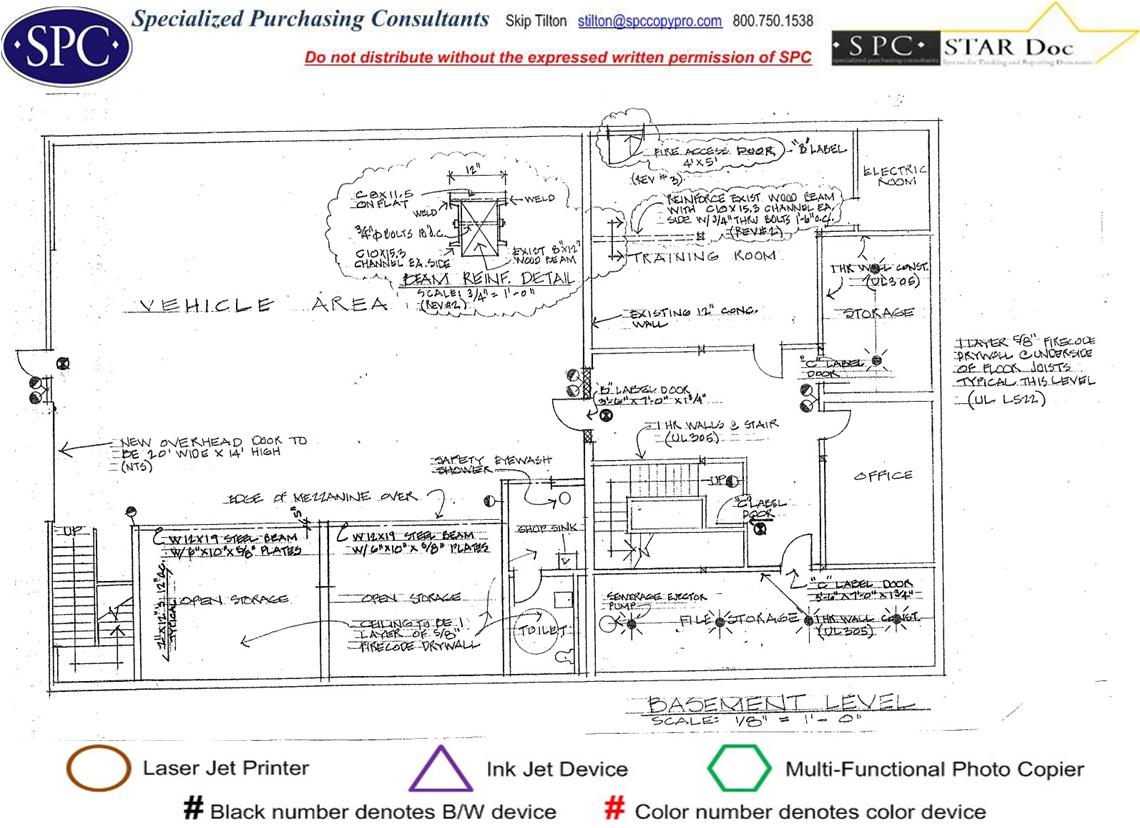 SPC
Specialized Purchasing Consultants Skip Tilton stilton@spccopypro.com 800.750.1538
Do not distribute without the expressed written permission of SPC
• S P C • STAR Doc
specialized purchasing consultants System for Tracking and Reporting Documents
FIRE ACCESS DOOR, - "B" LABEL
4'x5'
(REV #3)
ELECTRIC
ROOM
12"
C8X11.5
ON FLAT
WELD
WELD
3/4"Φ BOLTS 18" O.C.
C10X15.3
CHANNEL EA. SIDE
EXIST 8"X12"
WOOD BEAM
BEAM REINF. DETAIL
SCALE: 3/4" = 1'-0"
(REV#2)
REINFORCE EXIST WOOD BEAM
WITH C10X15.3 CHANNEL EA.
SIDE W/ 3/4" THRU BOLTS 1'-6" O.C.
(REV#2)
TRAINING ROOM
1 HR WALL CONST.
(UL305)
STORAGE
VEHICLE AREA
EXISTING 12" CONC.
WALL
1 LAYER 5/8" FIRECODE
DRYWALL @ UNDERSIDE
OF FLOOR JOISTS
TYPICAL THIS LEVEL
(UL L522)
"C" LABEL
DOOR
"B" LABEL DOOR
3'-6" X 7'-0" X 1 3/4"
1 HR WALLS @ STAIR
(UL305)
NEW OVERHEAD DOOR TO
BE 20' WIDE X 14' HIGH
(NTS)
SAFETY EYEWASH
SHOWER
OFFICE
UP
EDGE OF MEZZANINE OVER
"C" LABEL
DOOR
UP
W12X19 STEEL BEAM
W/ 6"X10"X5/8" PLATES
W12X19 STEEL BEAM
W/ 6"X10"X5/8" PLATES
SHOP SINK
2"X12"S 12" O.C.
TYPICAL
OPEN STORAGE
OPEN STORAGE
"C" LABEL DOOR
3'-6" X 7'-0" X 1 3/4"
SEWERAGE EJECTOR
PUMP
CEILING TO BE 1
LAYER OF 5/8"
FIRECODE DRYWALL
TOILET
FILE STORAGE
1 HR WALL CONST.
(UL305)
BASEMENT LEVEL
SCALE: 1/8" = 1'-0"
Laser Jet Printer
Ink Jet Device
Multi-Functional Photo Copier
# Black number denotes B/W device
# Color number denotes color device